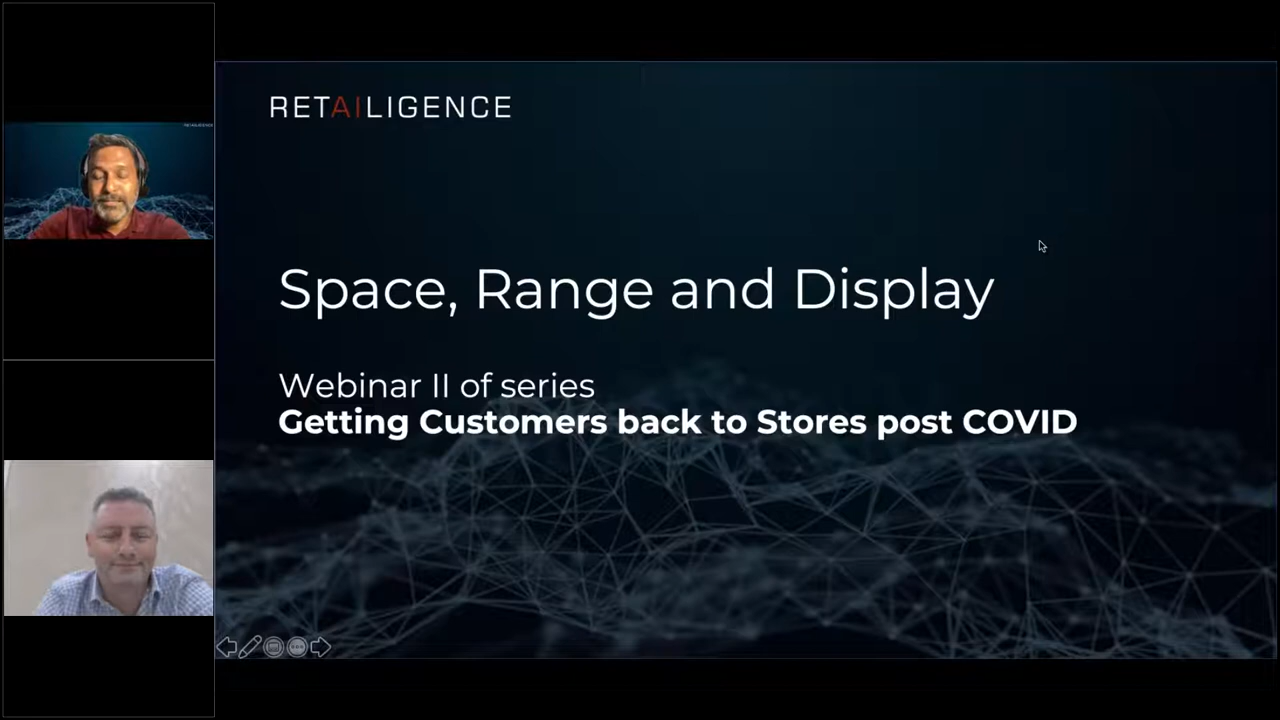 RETAILIGENCE
Space, Range and Display
Webinar II of series
Getting Customers back to Stores post COVID